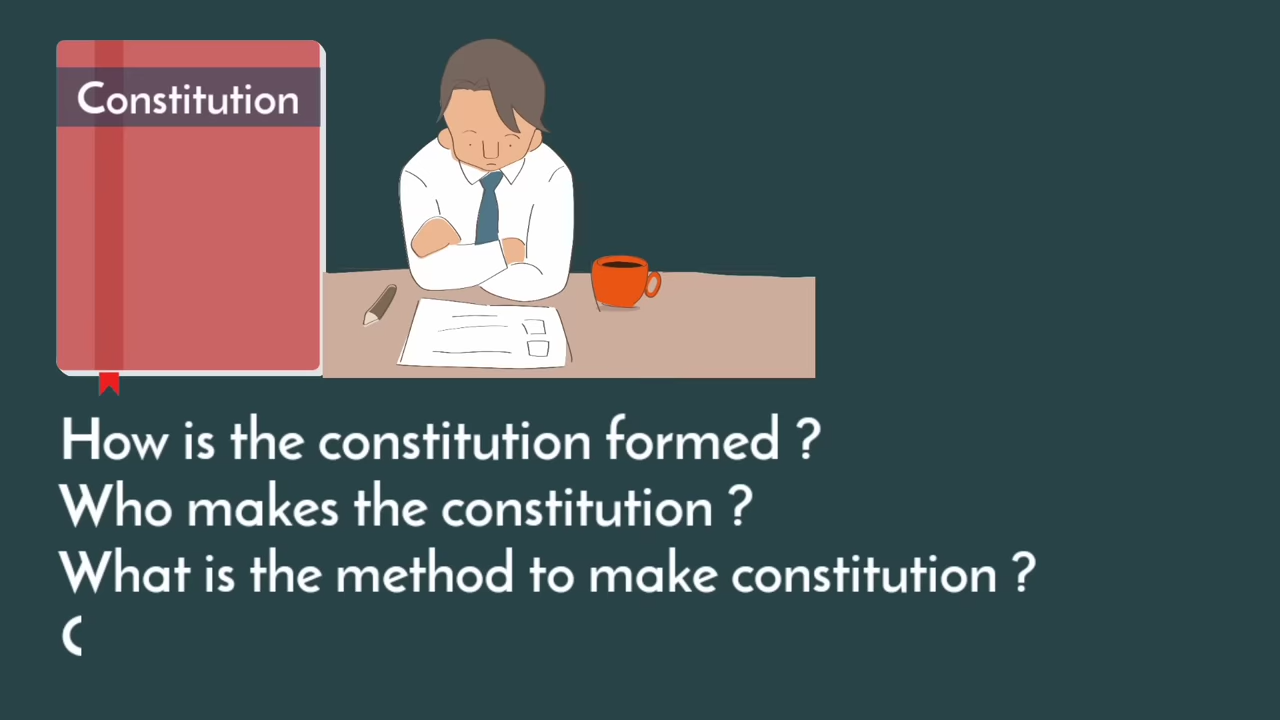 Constitution
How is the constitution formed ?
Who makes the constitution ?
What is the method to make constitution ?